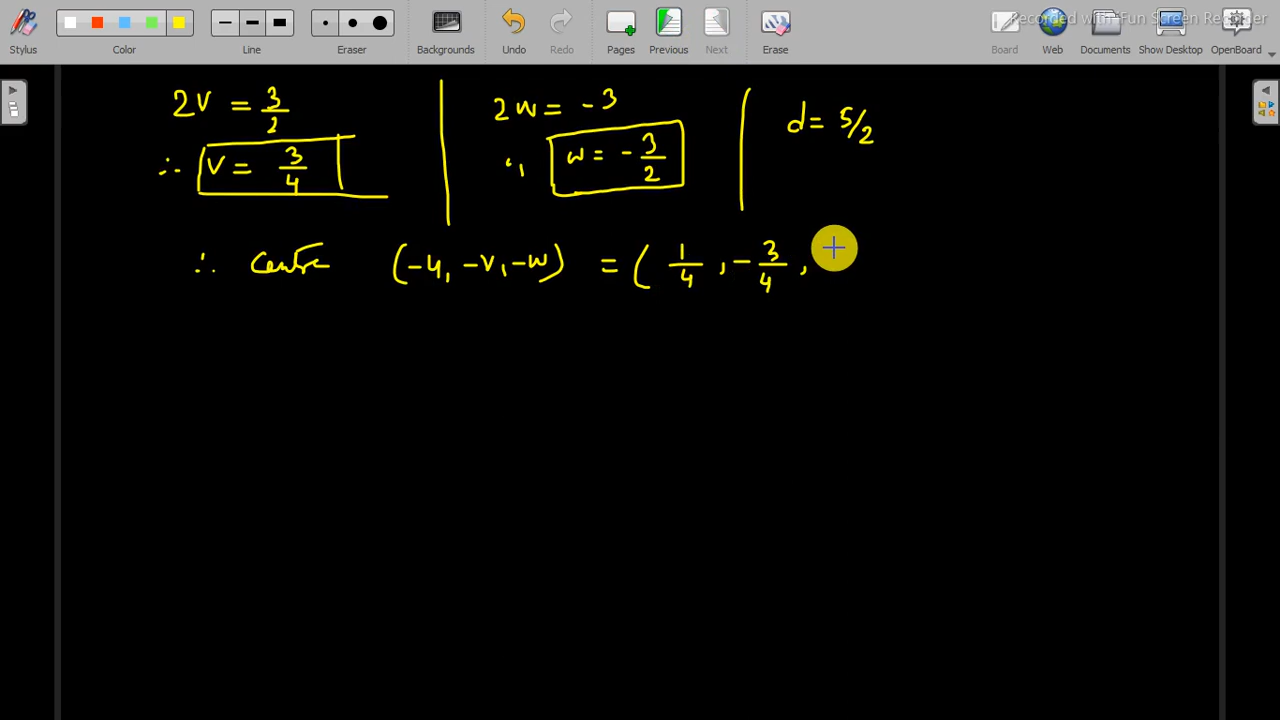 Recorded with Fun Screen Recorder
Stylus Color Line Eraser Backgrounds Undo Redo Pages Previous Next Erase Board Web Documents Show Desktop OpenBoard
2V = 3/2 2W = -3 d = 5/2
∴ V = 3/4 ∴ W = -3/2
∴ Centre (-u, -v, -w) = ( 1/4 , -3/4 ,